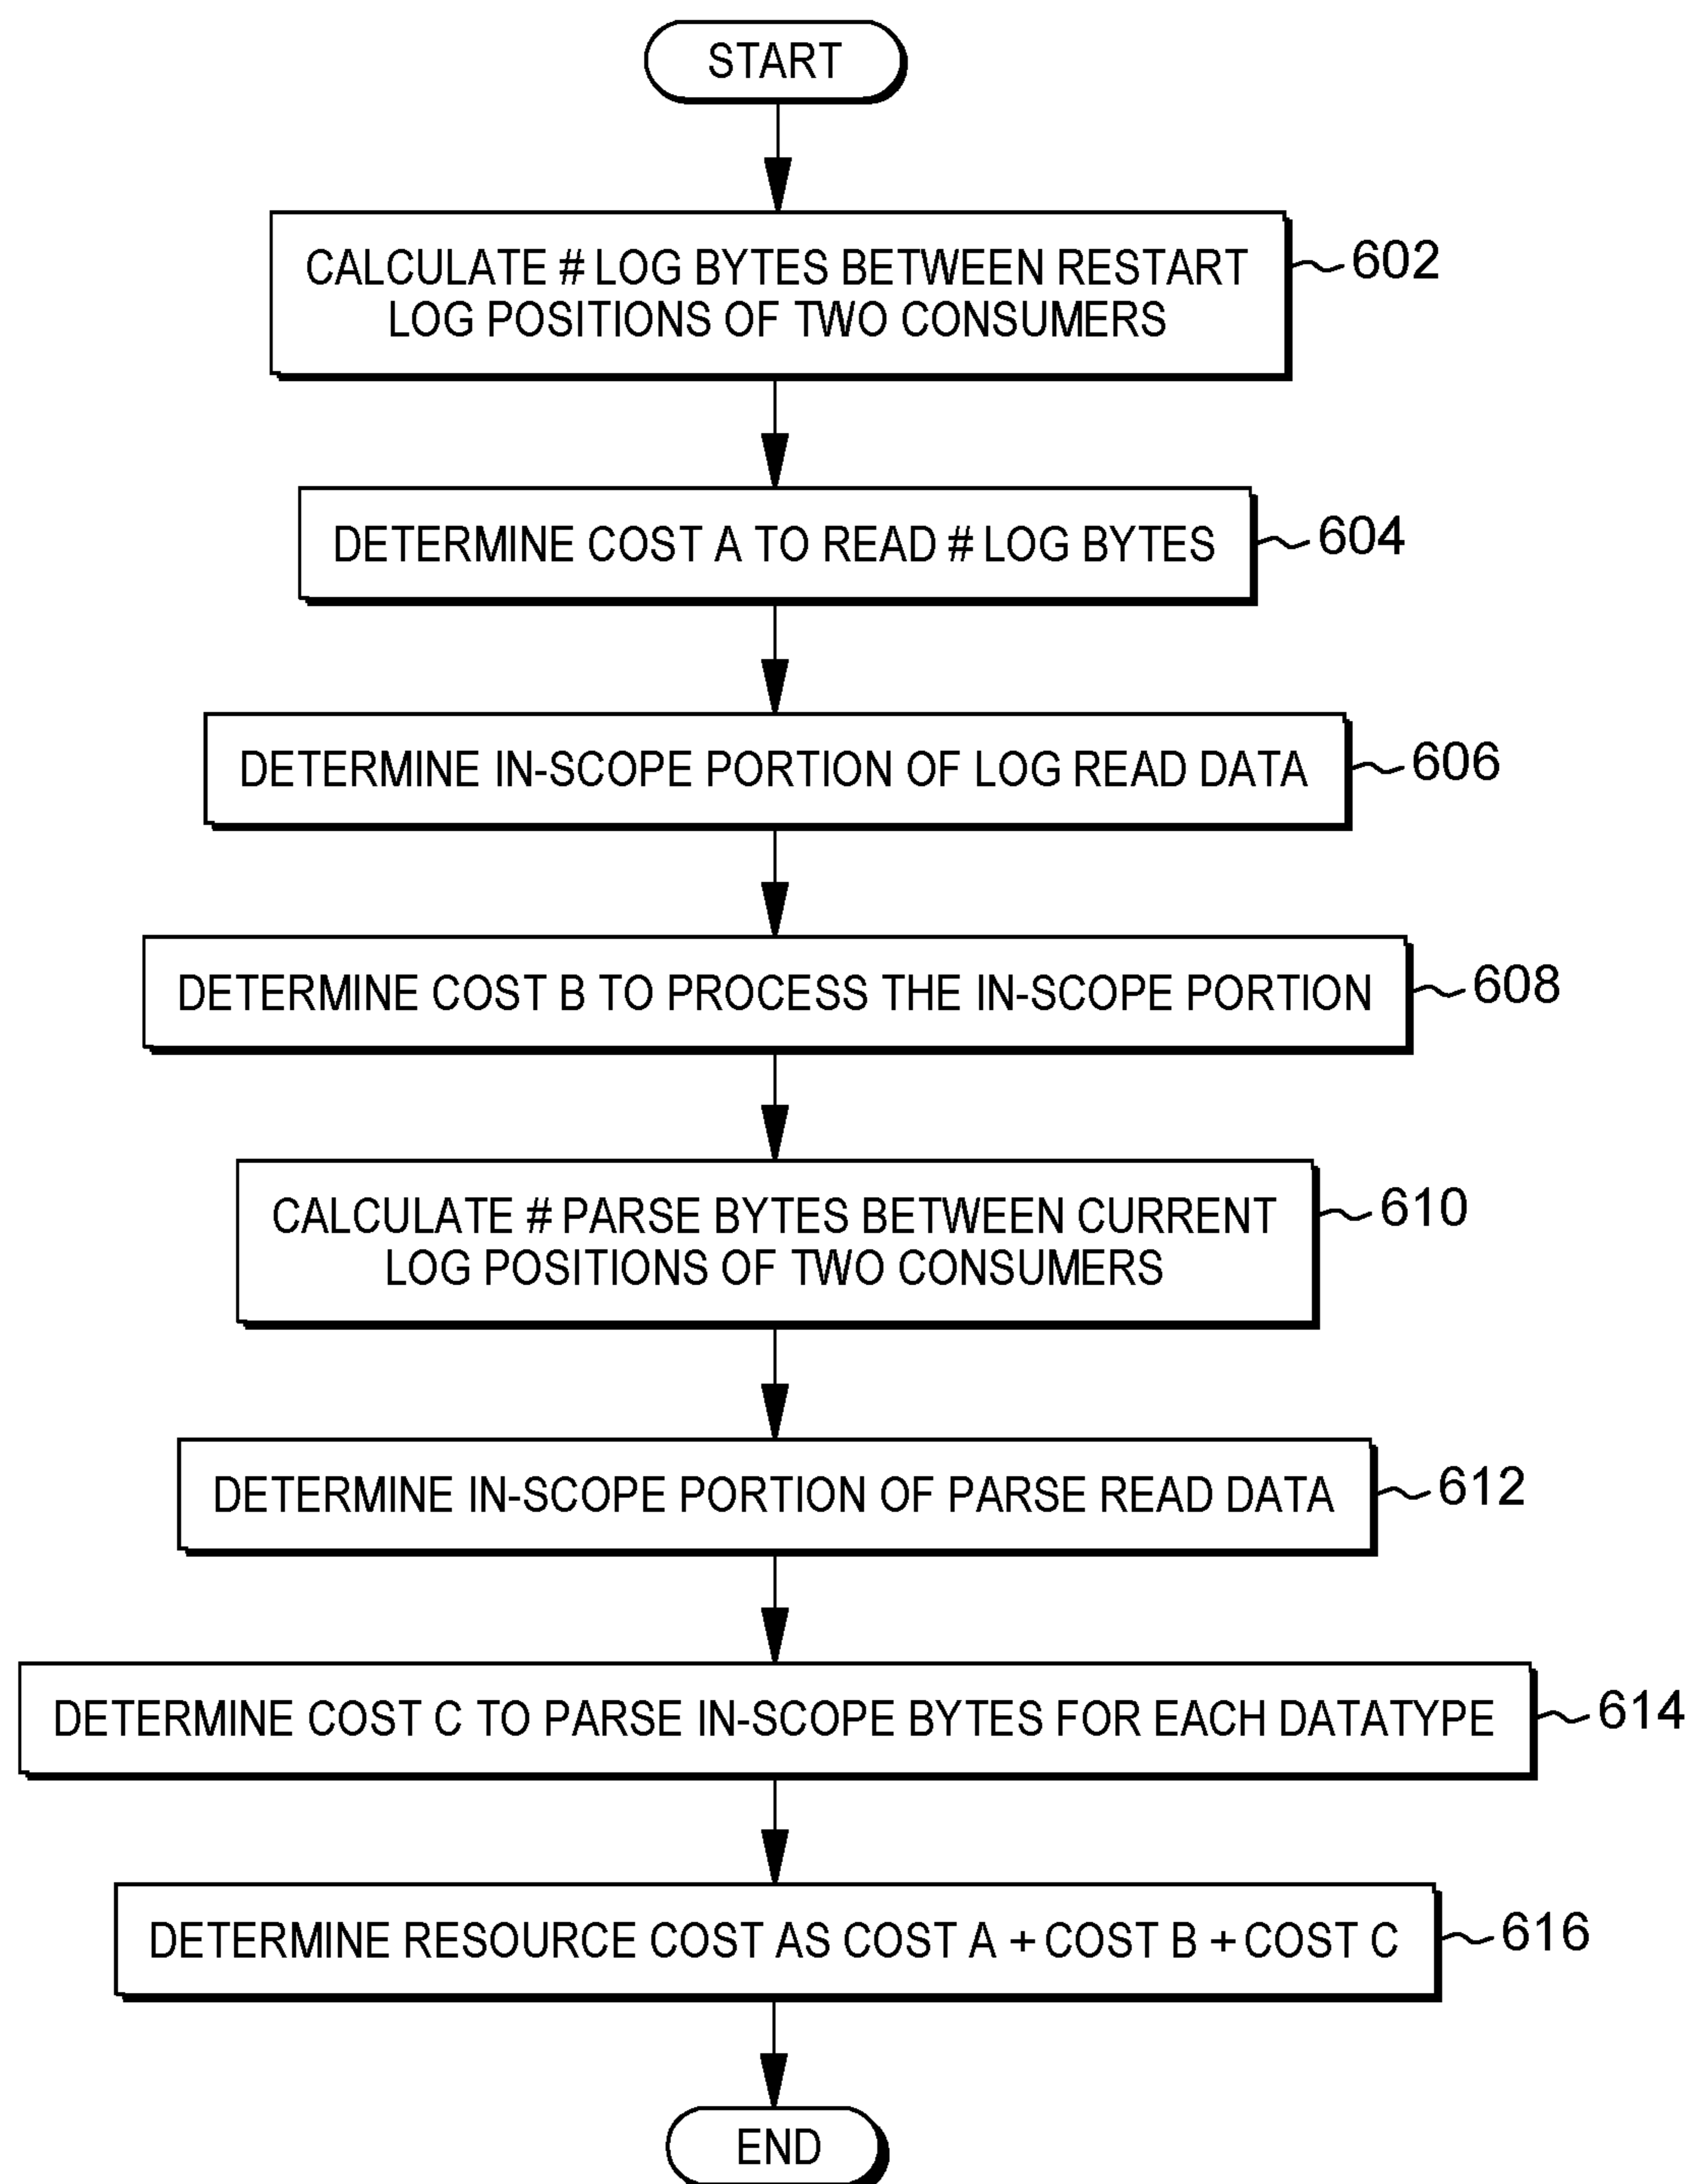 START
CALCULATE # LOG BYTES BETWEEN RESTART
LOG POSITIONS OF TWO CONSUMERS
602
DETERMINE COST A TO READ # LOG BYTES
604
DETERMINE IN-SCOPE PORTION OF LOG READ DATA
606
DETERMINE COST B TO PROCESS THE IN-SCOPE PORTION
608
CALCULATE # PARSE BYTES BETWEEN CURRENT
LOG POSITIONS OF TWO CONSUMERS
610
DETERMINE IN-SCOPE PORTION OF PARSE READ DATA
612
DETERMINE COST C TO PARSE IN-SCOPE BYTES FOR EACH DATATYPE
614
DETERMINE RESOURCE COST AS COST A + COST B + COST C
616
END